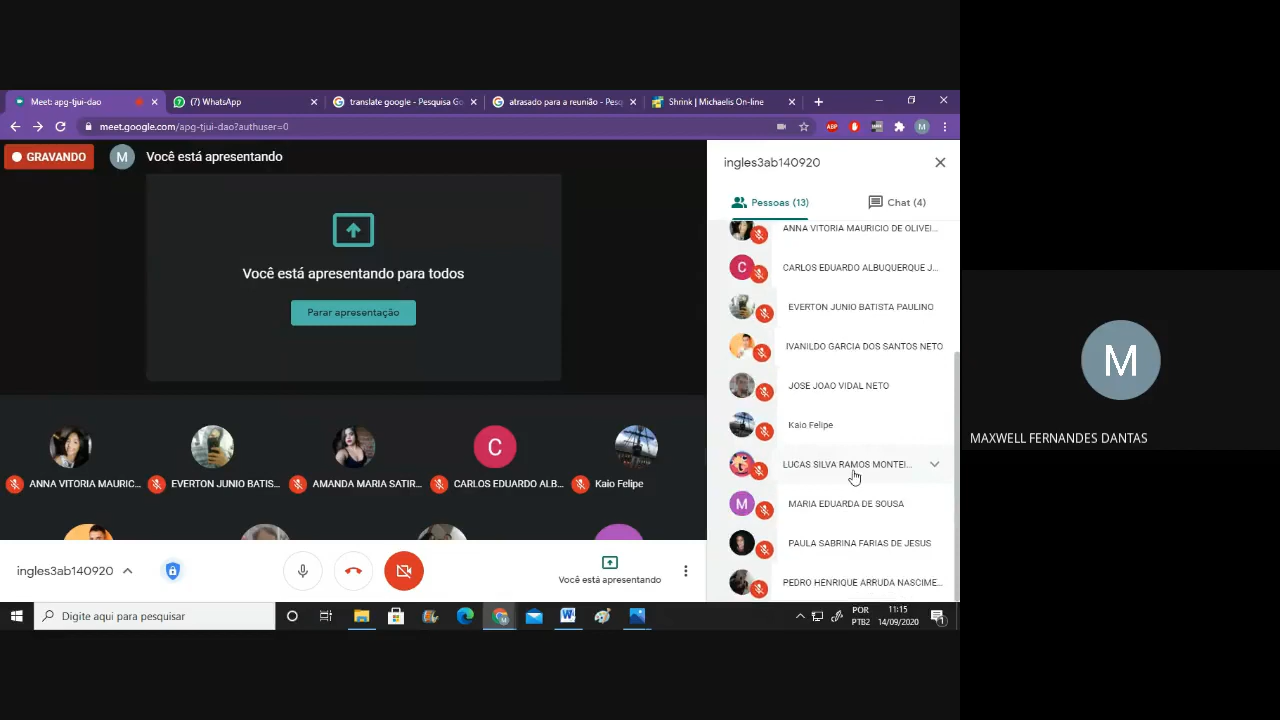 Meet: apg-tjui-dao
(7) WhatsApp
translate google - Pesquisa Go
atrasado para a reunião - Pesq
Shrink | Michaelis On-line
meet.google.com/apg-tjui-dao?authuser=0
ABP
M
GRAVANDO
M
Você está apresentando
Você está apresentando para todos
Parar apresentação
ANNA VITORIA MAURIC...
EVERTON JUNIO BATIS...
AMANDA MARIA SATIR...
C
CARLOS EDUARDO ALB...
Kaio Felipe
ingles3ab140920
Você está apresentando
ingles3ab140920
Pessoas (13)
Chat (4)
ANNA VITORIA MAURICIO DE OLIVEI...
C
CARLOS EDUARDO ALBUQUERQUE J...
EVERTON JUNIO BATISTA PAULINO
IVANILDO GARCIA DOS SANTOS NETO
JOSE JOAO VIDAL NETO
Kaio Felipe
LUCAS SILVA RAMOS MONTEI...
M
MARIA EDUARDA DE SOUSA
PAULA SABRINA FARIAS DE JESUS
PEDRO HENRIQUE ARRUDA NASCIME...
Digite aqui para pesquisar
POR
PTB2
11:15
14/09/2020
1
M
MAXWELL FERNANDES DANTAS